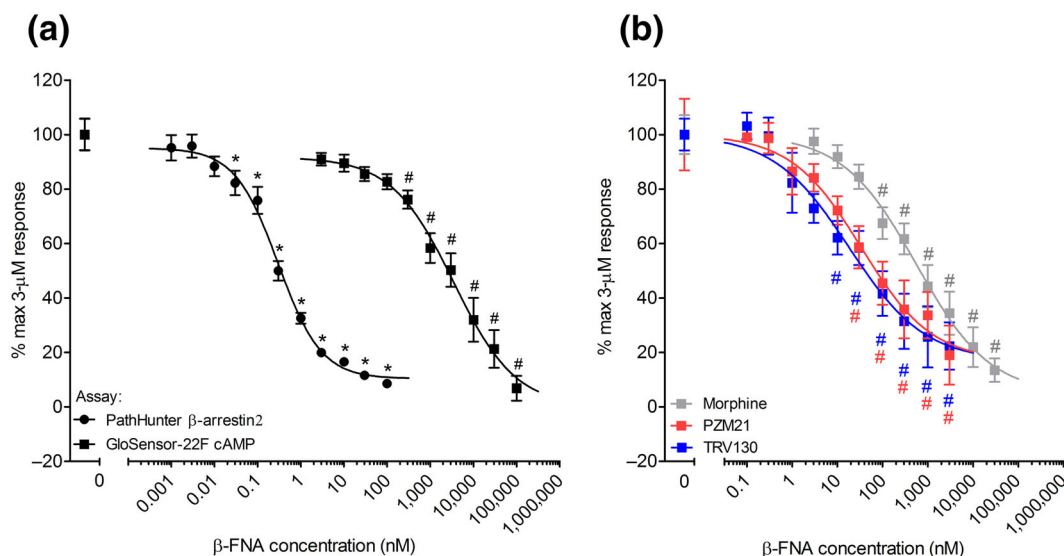 (a)
120
100
80
60
40
20
0
–20
% max 3-μM response
* * * * * * * * *
# # # # # # #
Assay:
PathHunter β-arrestin2
GloSensor-22F cAMP
0 0.001 0.01 0.1 1 10 100 1,000 10,000 100,000 1,000,000
β-FNA concentration (nM)
(b)
120
100
80
60
40
20
0
–20
% max 3-μM response
# # # # # # #
# # # # # #
# # # # #
Morphine
PZM21
TRV130
0 0.1 1 10 100 1,000 10,000 100,000 1,000,000
β-FNA concentration (nM)